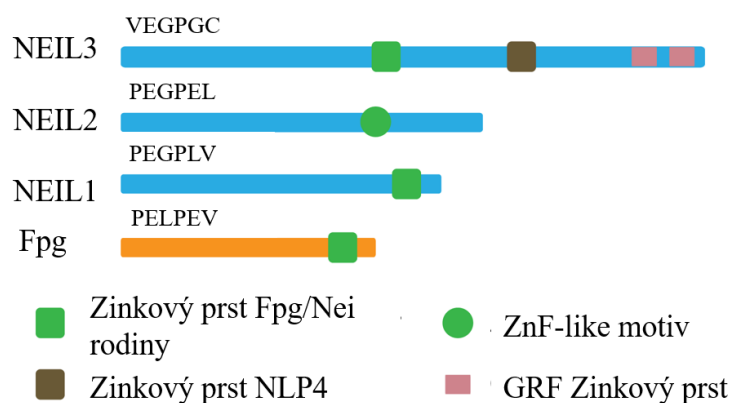 VEGPGC
NEIL3
PEGPEL
NEIL2
PEGPLV
NEIL1
PELPEV
Fpg
Zinkový prst Fpg/Nei
rodiny
ZnF-like motiv
Zinkový prst NLP4
GRF Zinkový prst